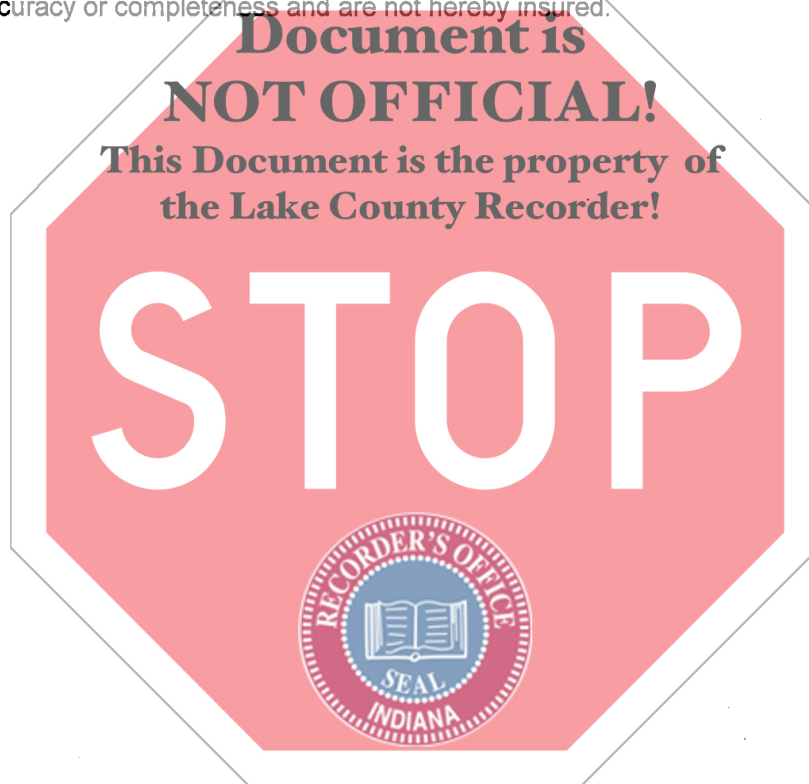 curacy or completeness and are not hereby insured.
Document is
NOT OFFICIAL!
This Document is the property of
the Lake County Recorder!
STOP
RECORDER'S OFFICE
SEAL
INDIANA